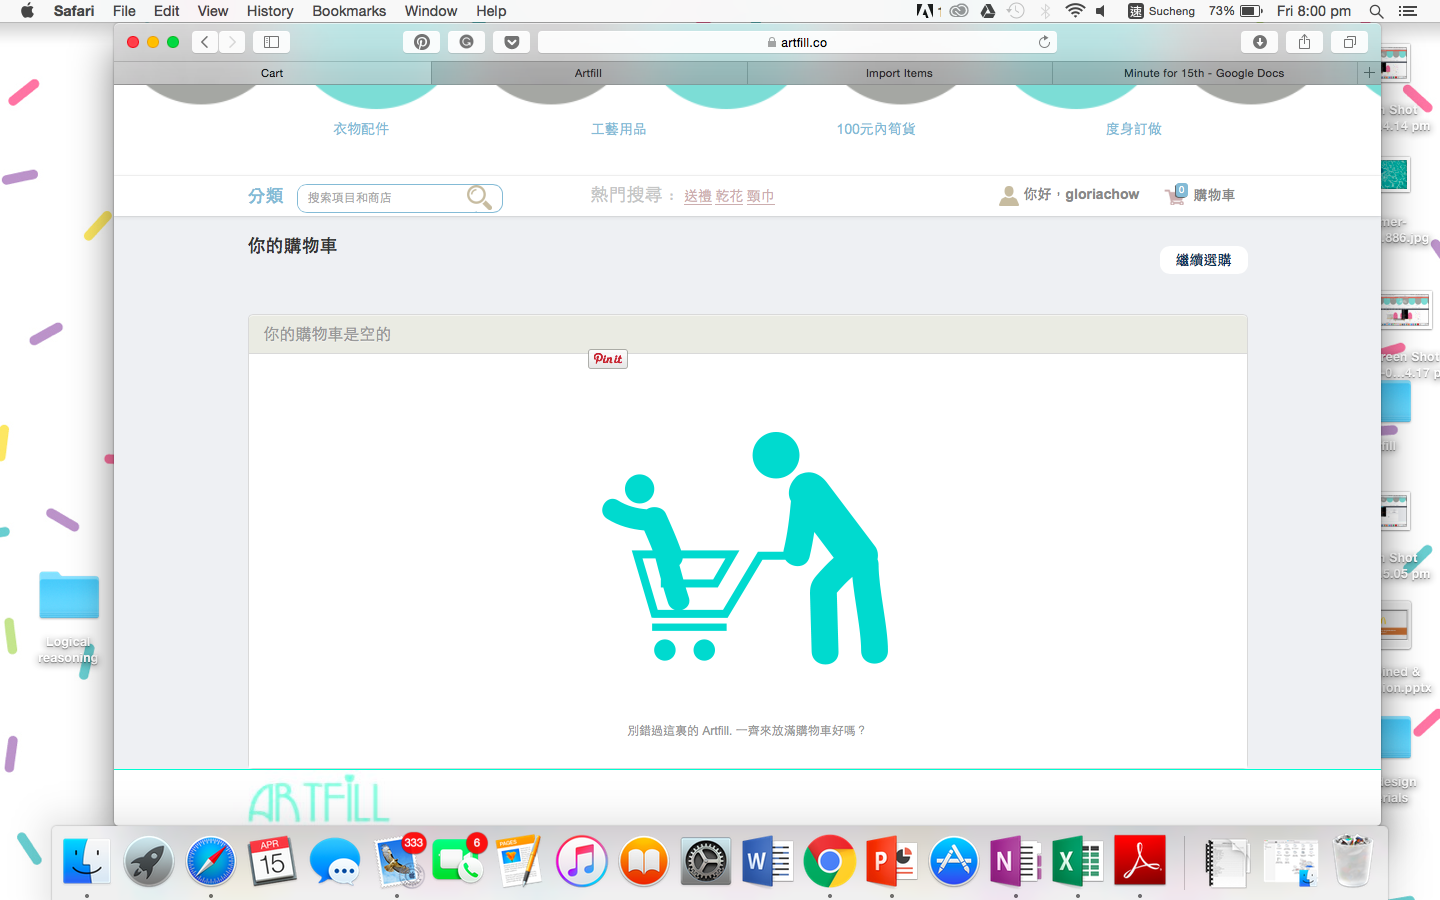 Safari File Edit View History Bookmarks Window Help
1 速 Sucheng 73% Fri 8:00 pm
artfill.co
Cart Artfill Import Items Minute for 15th - Google Docs
衣物配件 工藝用品 100元內筍貨 度身訂做
分類 搜索項目和商店 熱門搜尋： 送禮 乾花 頸巾 你好，gloriachow 0 購物車
你的購物車
繼續選購
你的購物車是空的
Pin it
別錯過這裏的 Artfill. 一齊來放滿購物車好嗎？
ARTFILL
Logical
reasoning
Shot
4.14 pm
886.jpg
Shot
4.17
fill
Shot
5.05 pm
ined &
ion.pptx
esign
rials
APR
15
333
6
PAGES
W
P
N
X